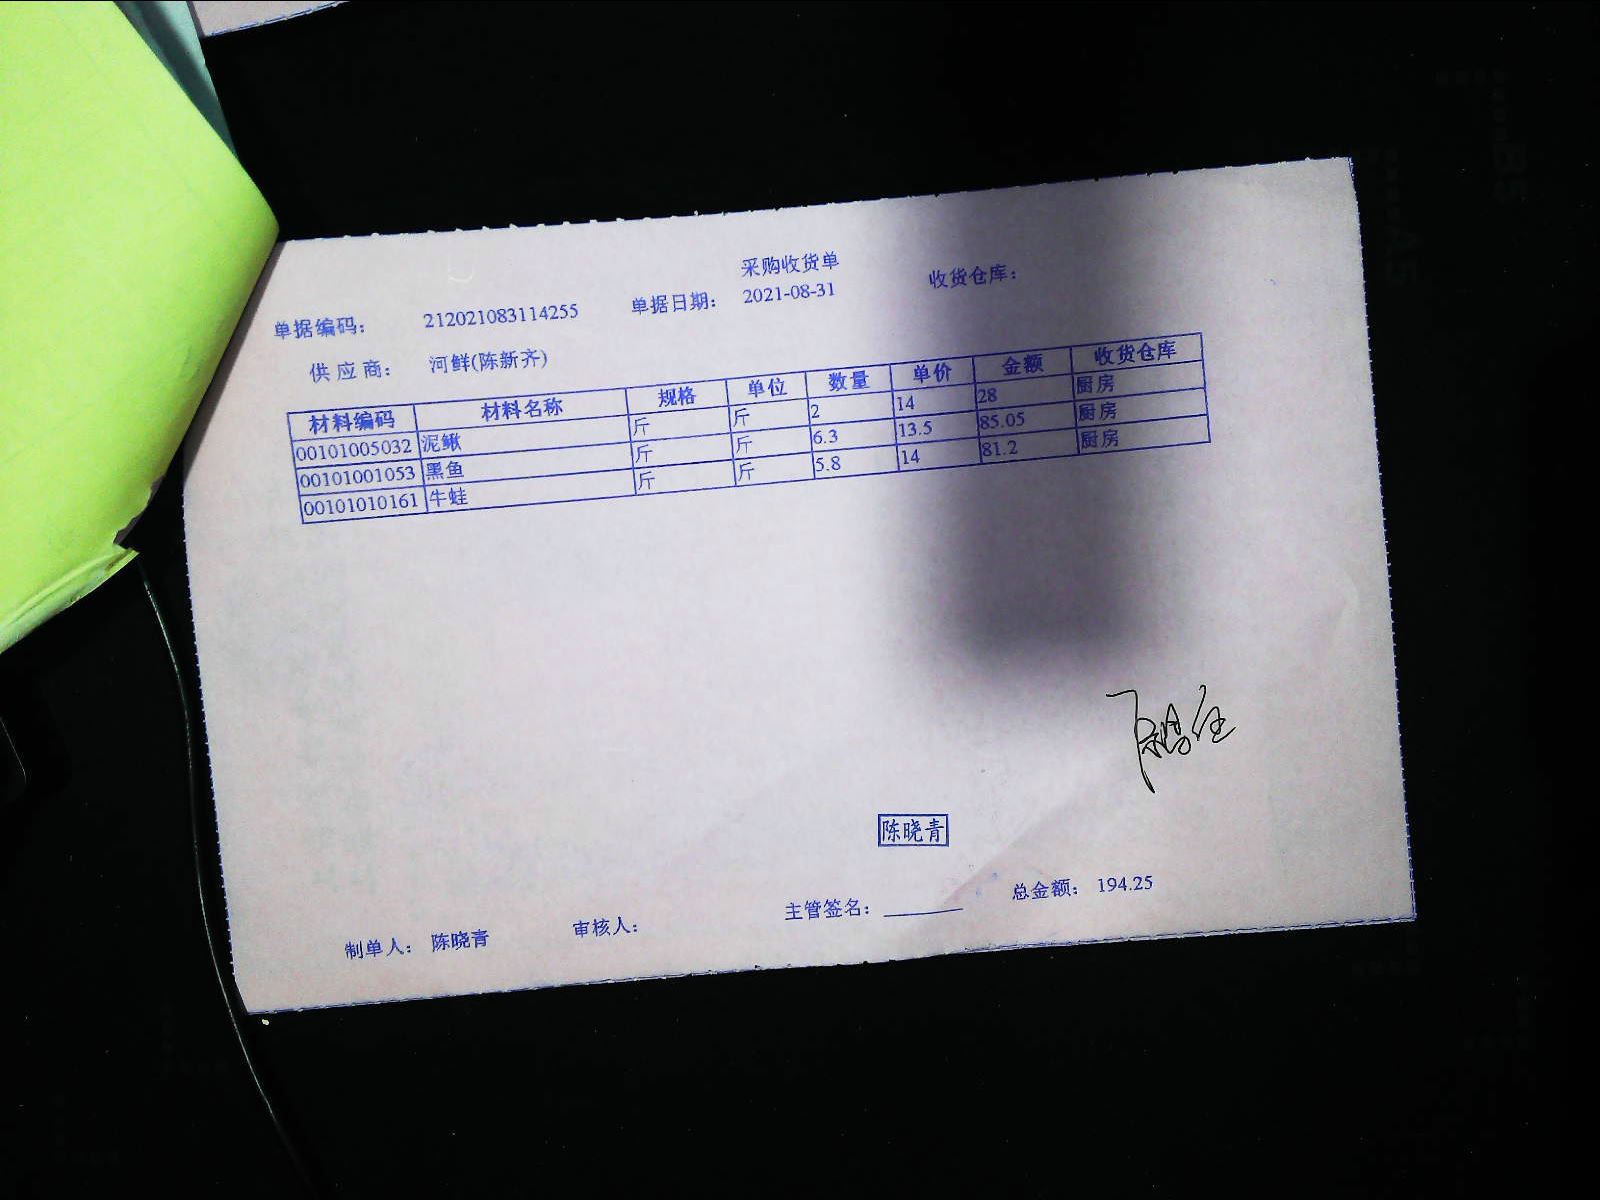 采购收货单
单据编码： 212021083114255 单据日期： 2021-08-31 收货仓库：
供应商： 河鲜(陈新齐)
材料编码 材料名称 规格 单位 数量 单价 金额 收货仓库
00101005032 泥鳅 斤 斤 2 14 28 厨房
00101001053 黑鱼 斤 斤 6.3 13.5 85.05 厨房
00101010161 牛蛙 斤 斤 5.8 14 81.2 厨房
陈晓青
制单人： 陈晓青 审核人： 主管签名： 总金额： 194.25